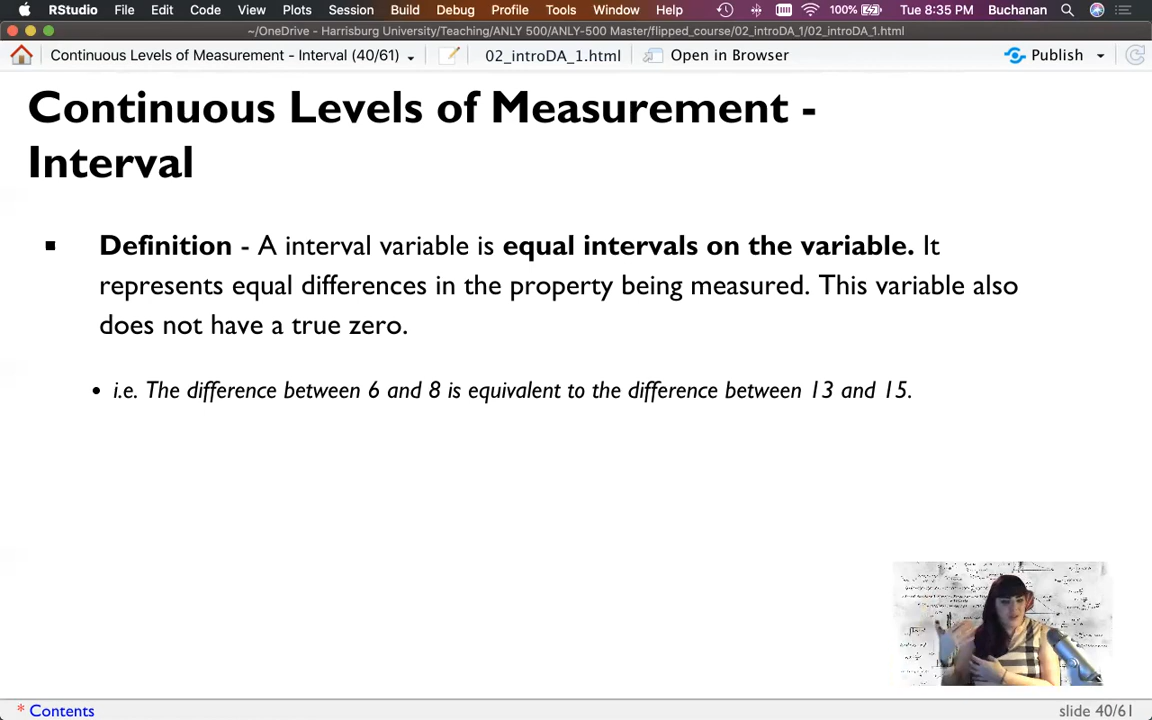 RStudio File Edit Code View Plots Session Build Debug Profile Tools Window Help 100% Tue 8:35 PM Buchanan
~/OneDrive - Harrisburg University/Teaching/ANLY 500/ANLY-500 Master/flipped_course/02_introDA_1/02_introDA_1.html
Continuous Levels of Measurement - Interval (40/61) 02_introDA_1.html Open in Browser Publish
Continuous Levels of Measurement -
Interval
Definition - A interval variable is equal intervals on the variable. It
represents equal differences in the property being measured. This variable also
does not have a true zero.
i.e. The difference between 6 and 8 is equivalent to the difference between 13 and 15.
* Contents slide 40/61